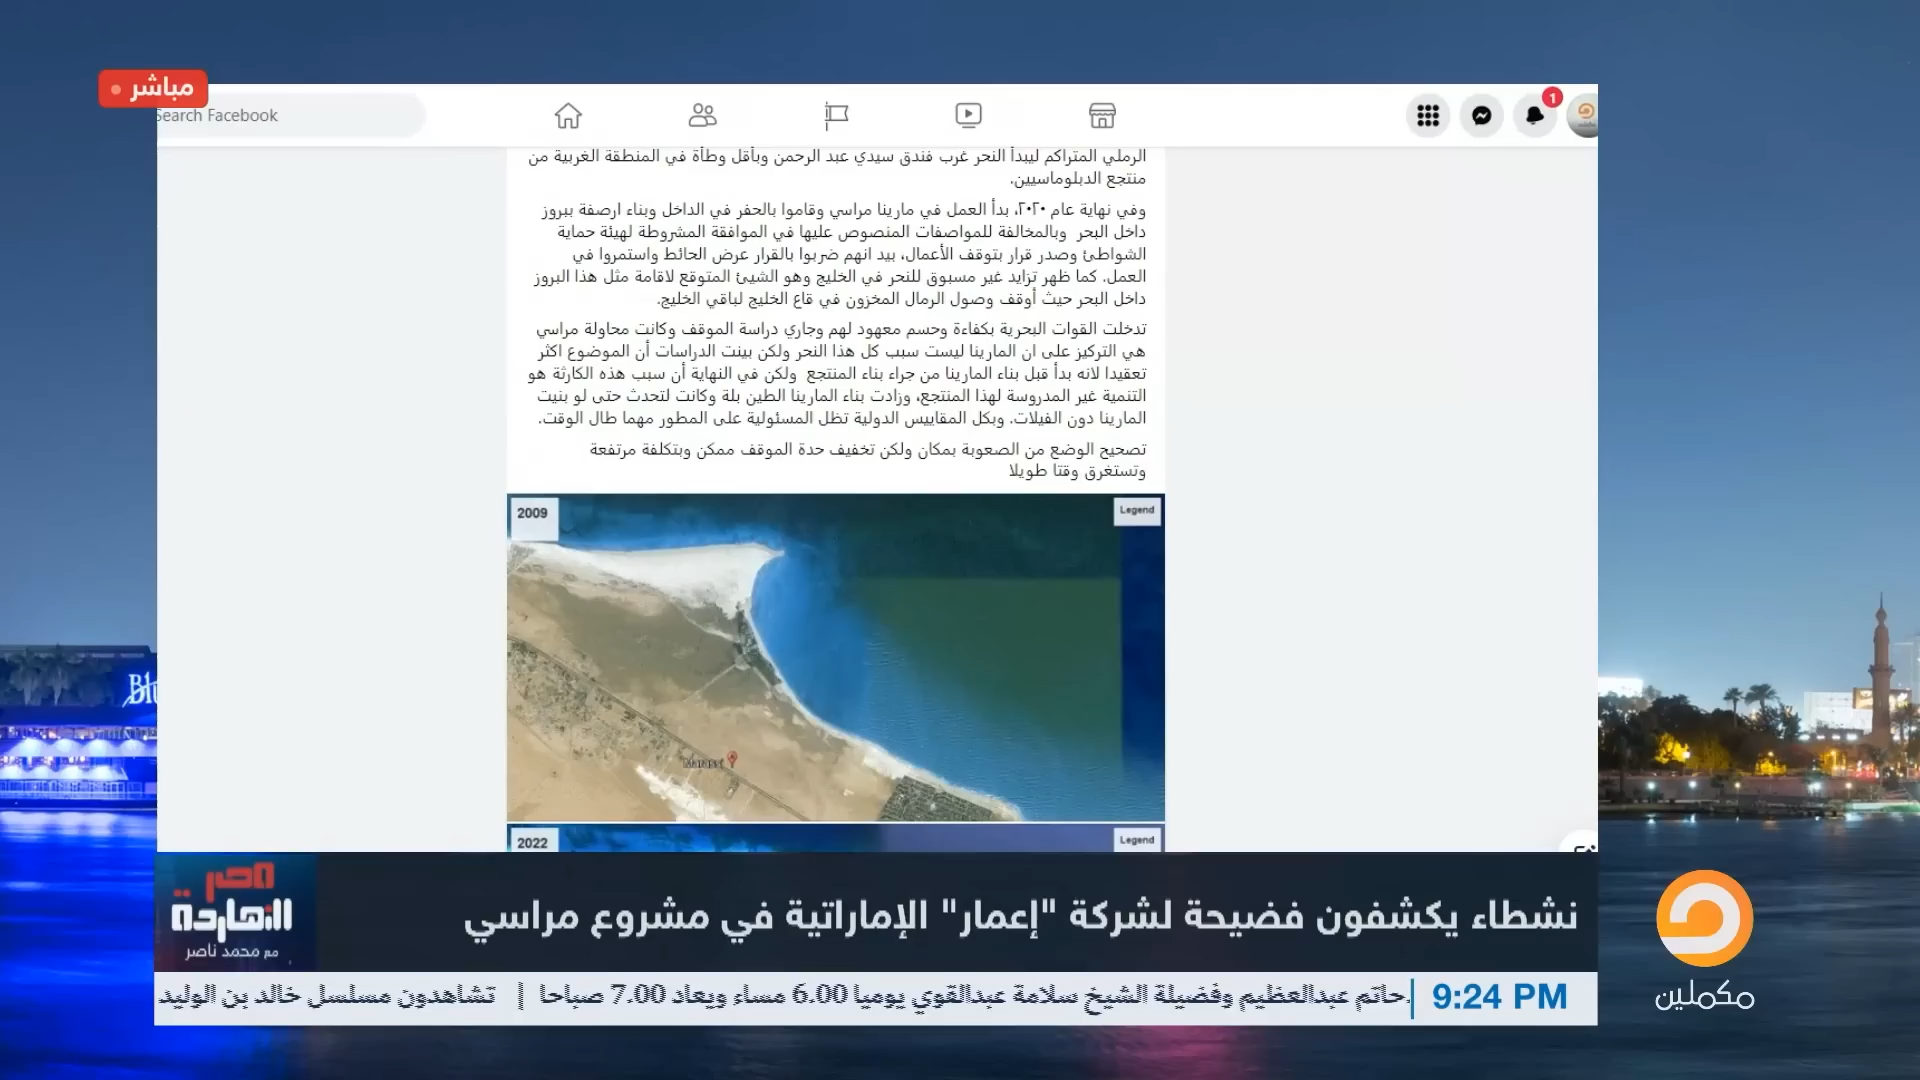 مباشر
Search Facebook
1
الرملي المتراكم ليبدأ النحر غرب فندق سيدي عبد الرحمن وبأقل وطأة في المنطقة الغربية من
منتجع الدبلوماسيين.
وفي نهاية عام ٢٠٢٠، بدأ العمل في مارينا مراسي وقاموا بالحفر في الداخل وبناء ارصفة ببروز
داخل البحر وبالمخالفة للمواصفات المنصوص عليها في الموافقة المشروطة لهيئة حماية
الشواطئ وصدر قرار بتوقف الأعمال، بيد انهم ضربوا بالقرار عرض الحائط واستمروا في
العمل. كما ظهر تزايد غير مسبوق للنحر في الخليج وهو الشيئ المتوقع لاقامة مثل هذا البروز
داخل البحر حيث أوقف وصول الرمال المخزون في قاع الخليج لباقي الخليج.
تدخلت القوات البحرية بكفاءة وحسم معهود لهم وجاري دراسة الموقف وكانت محاولة مراسي
هي التركيز على ان المارينا ليست سبب كل هذا النحر ولكن بينت الدراسات أن الموضوع اكثر
تعقيدا لانه بدأ قبل بناء المارينا من جراء بناء المنتجع ولكن في النهاية أن سبب هذه الكارثة هو
التنمية غير المدروسة لهذا المنتجع، وزادت بناء المارينا الطين بلة وكانت لتحدث حتى لو بنيت
المارينا دون الفيلات. وبكل المقاييس الدولية تظل المسئولية على المطور مهما طال الوقت.
تصحيح الوضع من الصعوبة بمكان ولكن تخفيف حدة الموقف ممكن وبتكلفة مرتفعة
وتستغرق وقتا طويلا
2009
Legend
2022
Legend
مصر
النهاردة
مع محمد ناصر
نشطاء يكشفون فضيحة لشركة "إعمار" الإماراتية في مشروع مراسي
9:24 PM
حاتم عبدالعظيم وفضيلة الشيخ سلامة عبدالقوي يوميا 6.00 مساء ويعاد 7.00 صباحا | تشاهدون مسلسل خالد بن الوليد
مكملين